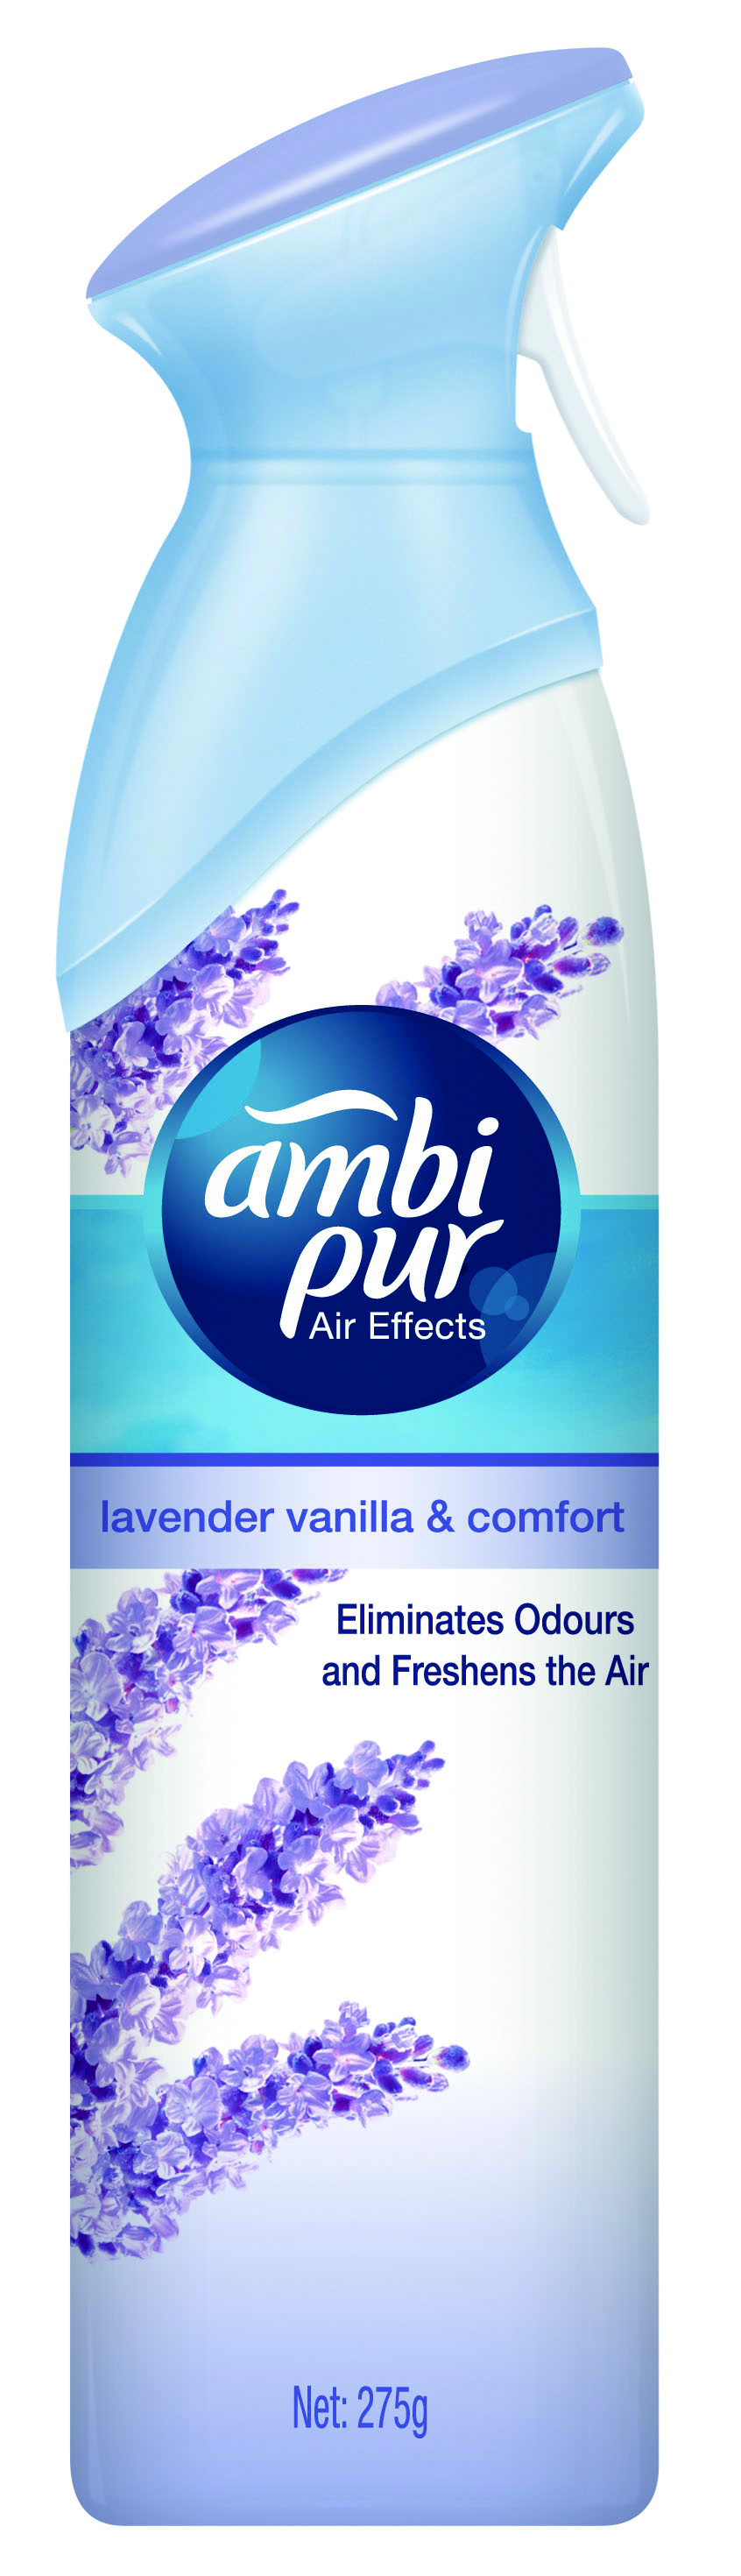 ambi
pur
Air Effects
lavender vanilla & comfort
Eliminates Odours
and Freshens the Air
Net: 275g